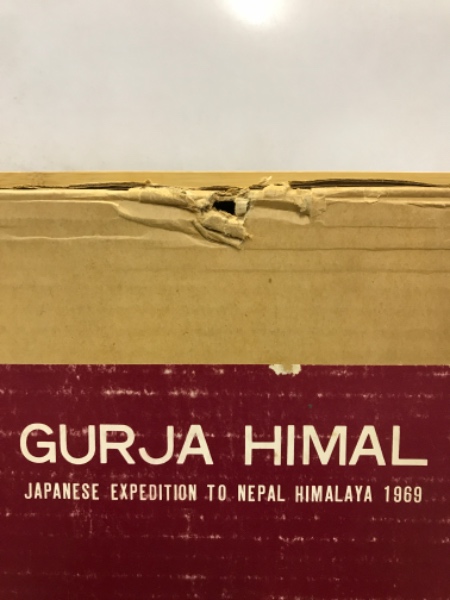 GURJA HIMAL
JAPANESE EXPEDITION TO NEPAL HIMALAYA 1969